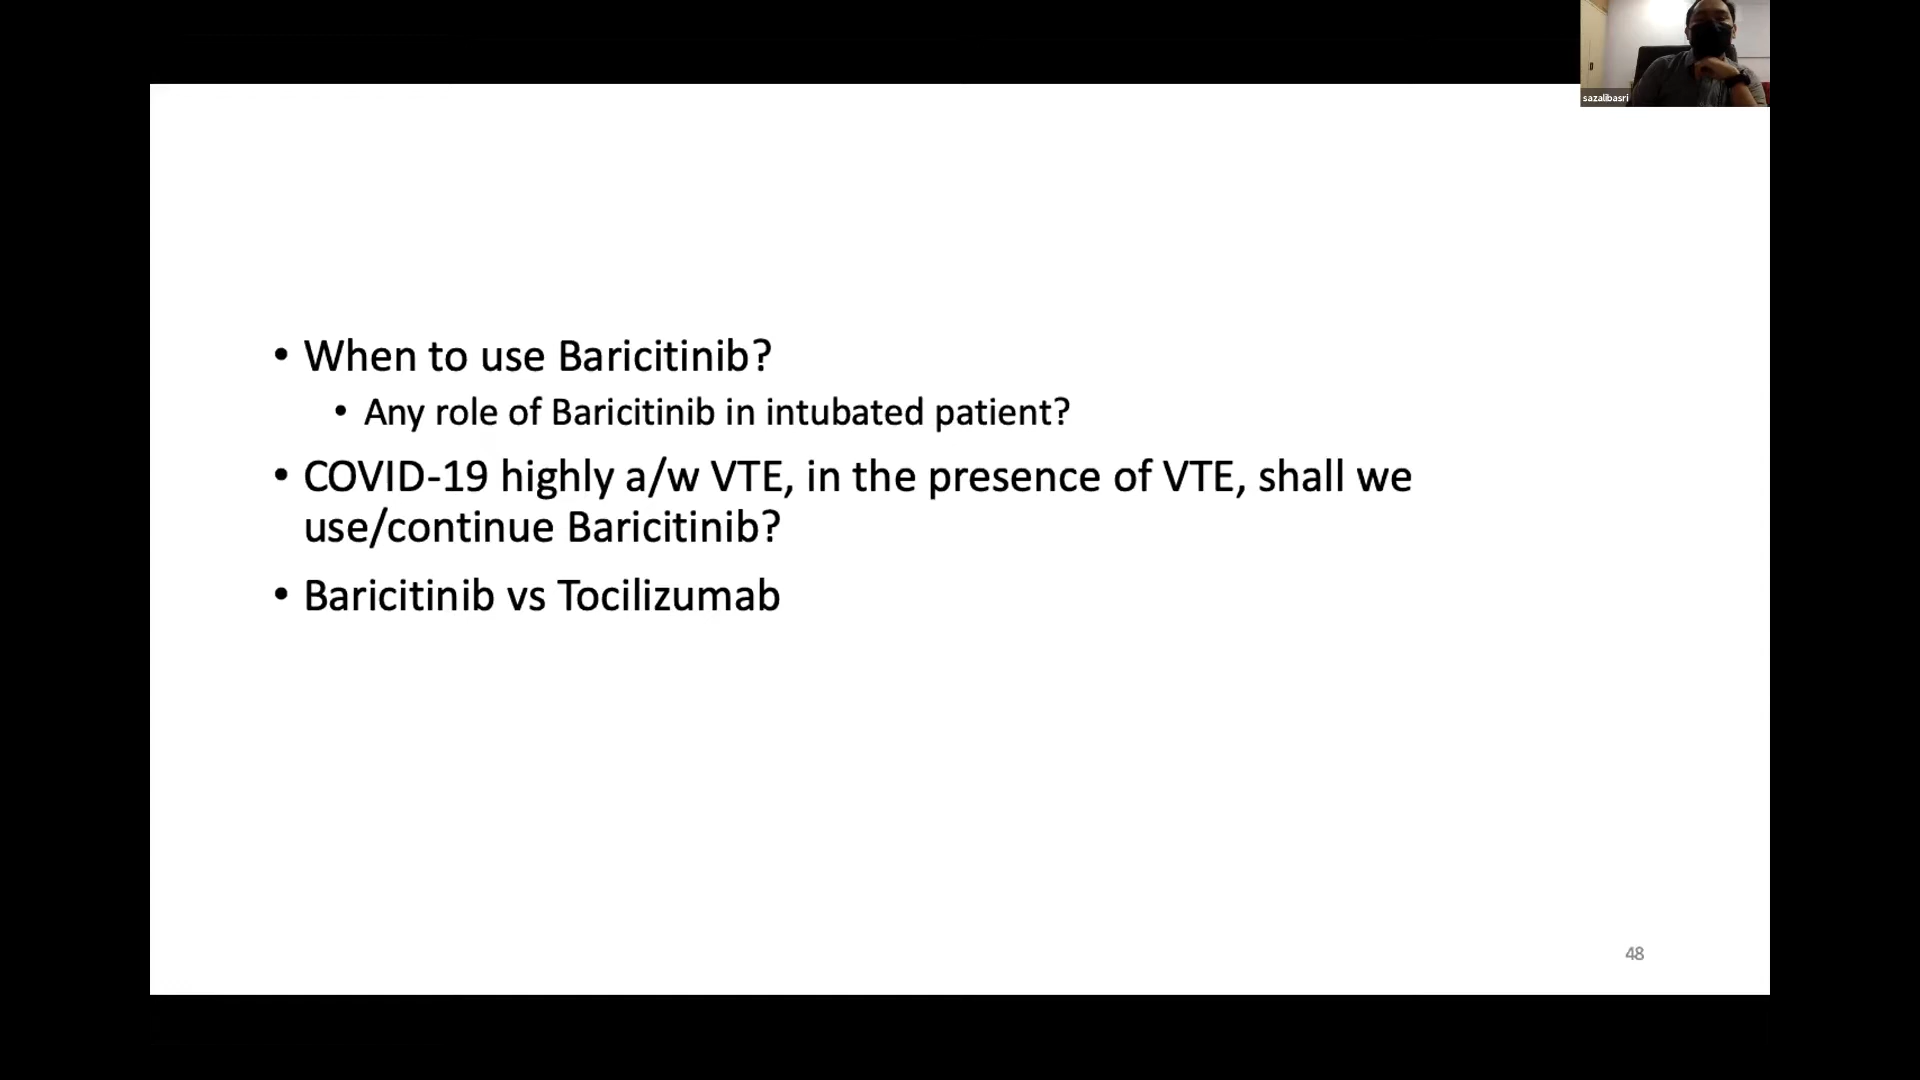 sazalibasri
• When to use Baricitinib?
• Any role of Baricitinib in intubated patient?
• COVID-19 highly a/w VTE, in the presence of VTE, shall we
use/continue Baricitinib?
• Baricitinib vs Tocilizumab
48